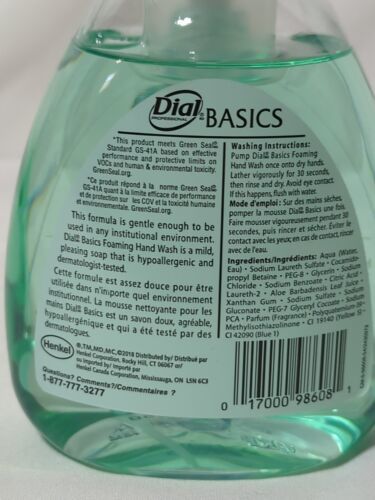 Dial BASICS
PROFESSIONAL
*This product meets Green Seal™
Standard GS-41A based on effective
performance and protective limits on
VOCs and human & environmental toxicity.
GreenSeal.org.
*Ce produit répond à la norme Green Seal™
GS-41A quant à la limite efficace de performance
et de protection sur les COV et la toxicité humaine
et environnementale. GreenSeal.org.
This formula is gentle enough to be
used in any institutional environment.
Dial® Basics Foaming Hand Wash is a mild,
pleasing soap that is hypoallergenic and
dermatologist-tested.
Cette formule est assez douce pour être
utilisée dans n'importe quel environnement
institutionnel. La mousse nettoyante pour les
mains Dial® Basics est un savon doux, agréable,
hypoallergénique et qui a été testé par des
dermatologues.
Henkel
®,TM,MD,MC,©2018 Distributed by/ Distribué par
Henkel Corporation, Rocky Hill, CT 06067 or/
ou Imported by/ importé par
Henkel Canada Corporation, Mississauga, ON L5N 6C3
Questions? Comments?/Commentaires ?
1-877-777-3277
Washing Instructions:
Pump Dial® Basics Foaming
Hand Wash once onto dry hands.
Lather vigorously for 30 seconds,
then rinse and dry. Avoid eye contact.
If this happens, flush with water.
Mode d'emploi : Sur des mains sèches,
pomper la mousse Dial® Basics une fois.
Faire mousser vigoureusement pendant 30
secondes, puis rincer et sécher. Éviter le
contact avec les yeux; en cas de contact, rincer
avec de l'eau.
Ingredients/Ingrédients: Aqua (Water,
Eau) • Sodium Laureth Sulfate • Cocamido-
propyl Betaine • PEG-8 • Glycerin • Sodium
Chloride • Sodium Benzoate • Citric Acid •
Laureth-2 • Aloe Barbadensis Leaf Juice •
Xanthan Gum • Sodium Sulfate • Sodium
Gluconate • PEG-7 Glyceryl Cocoate • Sodium
PCA • Parfum (Fragrance) • Polyquaternium-
Methylisothiazolinone • CI 19140 (Yellow 5) •
CI 42090 (Blue 1)
0 17000 98608 1